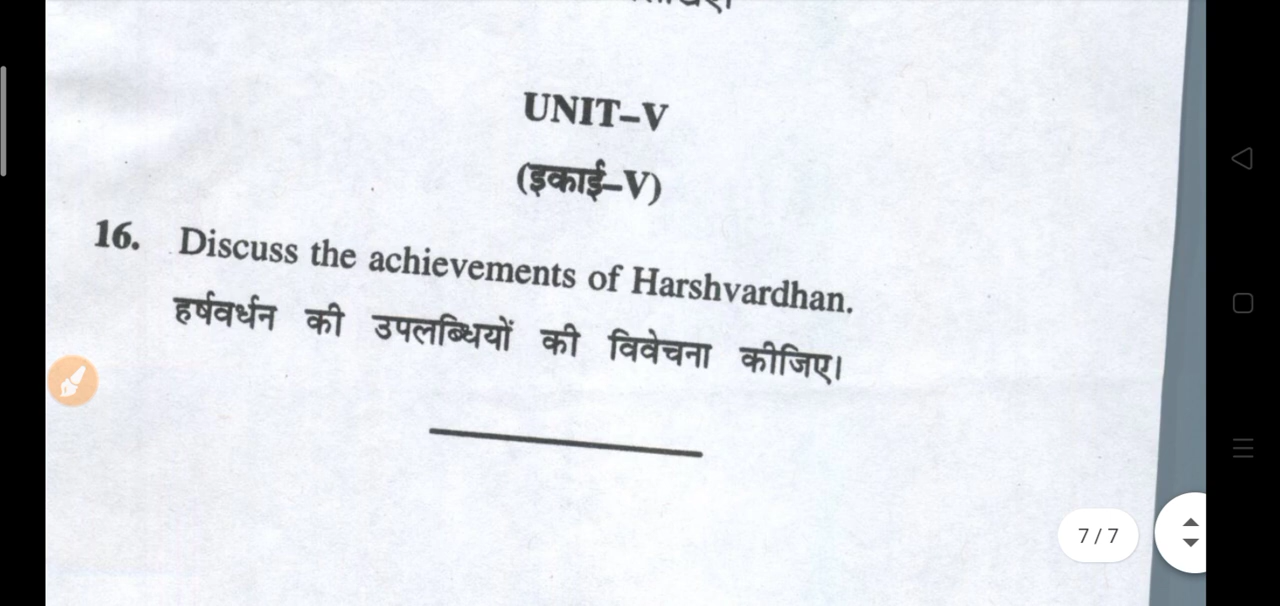 UNIT–V
(इकाई–V)
16. Discuss the achievements of Harshvardhan.
हर्षवर्धन की उपलब्धियों की विवेचना कीजिए।
7 / 7